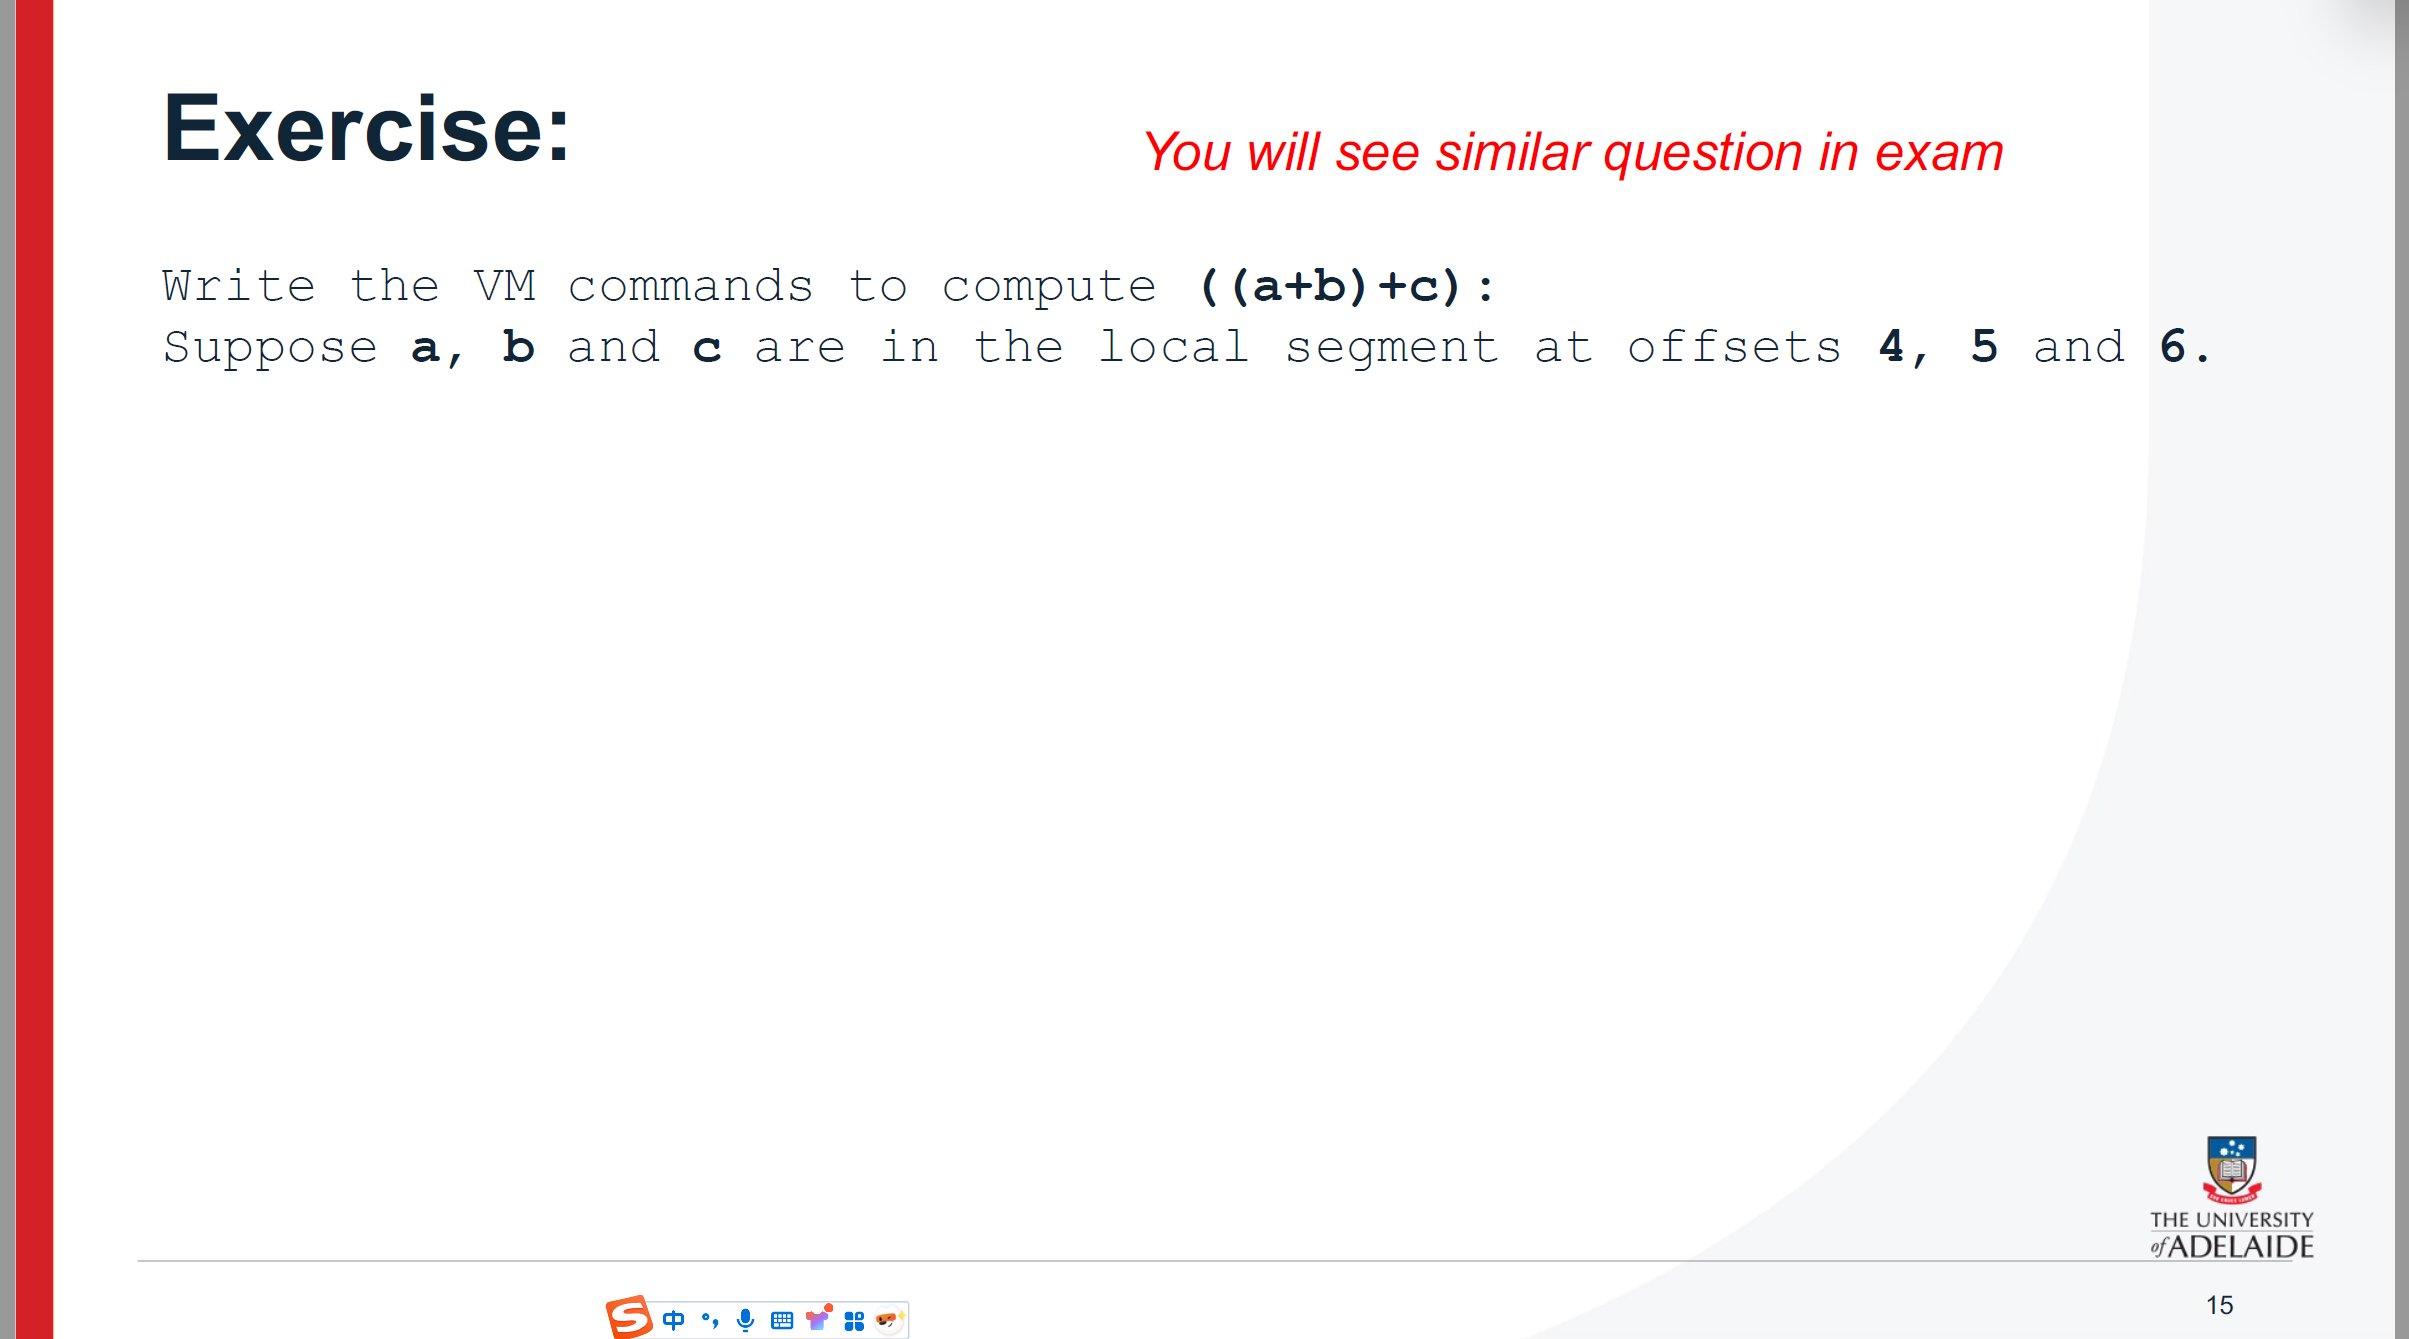 Exercise:
You will see similar question in exam
Write the VM commands to compute ((a+b)+c):
Suppose a, b and c are in the local segment at offsets 4, 5 and 6.
THE UNIVERSITY
of ADELAIDE
15
S 中 °,